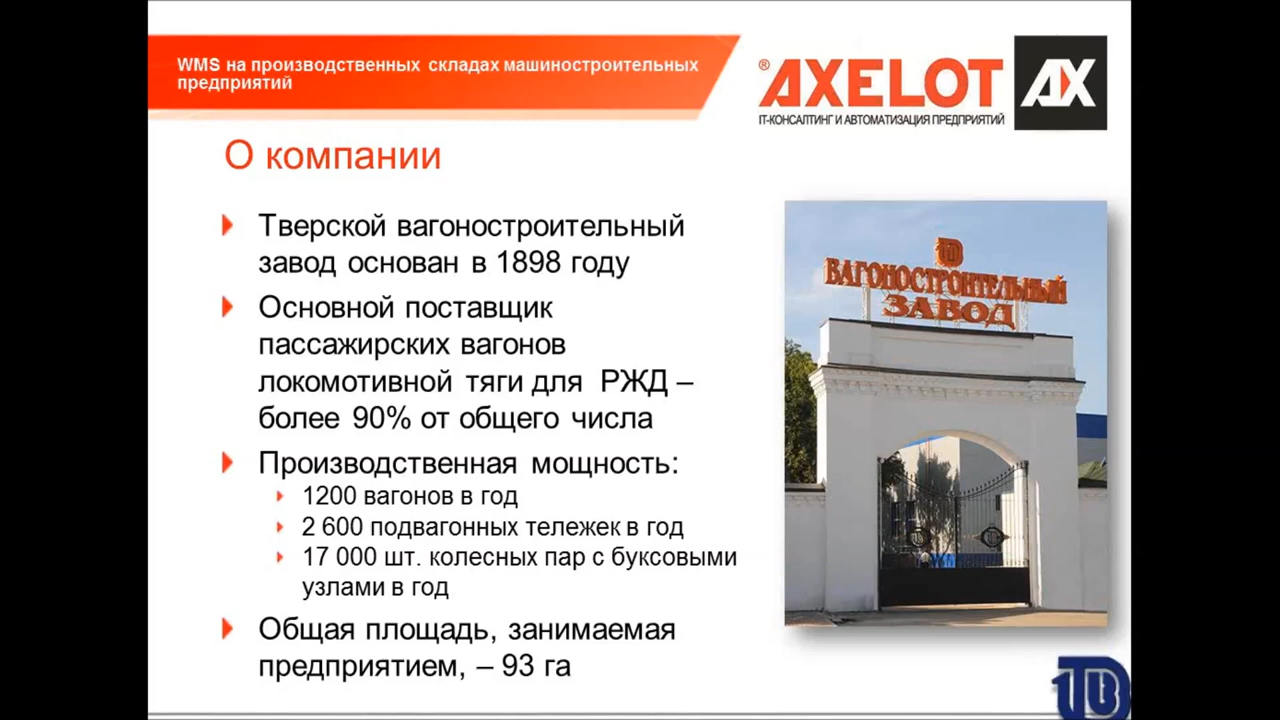 WMS на производственных складах машиностроительных
предприятий
® AXELOT AX
IT-КОНСАЛТИНГ И АВТОМАТИЗАЦИЯ ПРЕДПРИЯТИЙ
О компании
Тверской вагоностроительный
завод основан в 1898 году
Основной поставщик
пассажирских вагонов
локомотивной тяги для РЖД –
более 90% от общего числа
Производственная мощность:
1200 вагонов в год
2 600 подвагонных тележек в год
17 000 шт. колесных пар с буксовыми
узлами в год
Общая площадь, занимаемая
предприятием, – 93 га
ВАГОНОСТРОИТЕЛЬНЫЙ
ЗАВОД